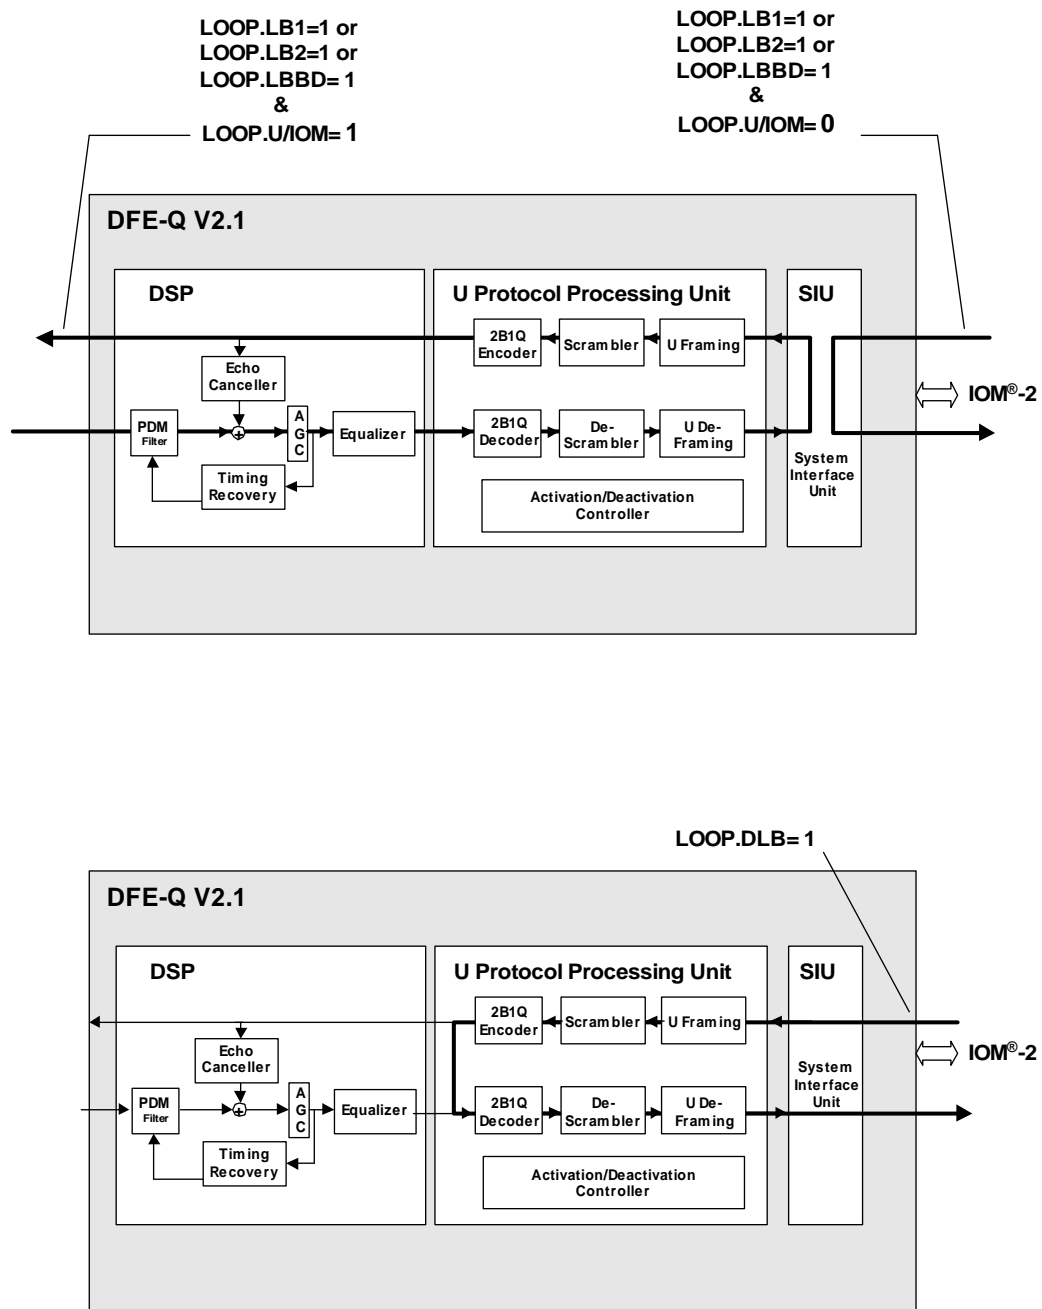 LOOP.LB1=1 or
LOOP.LB2=1 or
LOOP.LBBD= 1
&
LOOP.U/IOM= 1
LOOP.LB1=1 or
LOOP.LB2=1 or
LOOP.LBBD= 1
&
LOOP.U/IOM= 0
DFE-Q V2.1
DSP
U Protocol Processing Unit
SIU
2B1Q
Encoder
Scrambler
U Framing
Echo
Canceller
IOM®-2
PDM
Filter
+
A
G
C
Equalizer
2B1Q
Decoder
De-
Scrambler
U De-
Framing
System
Interface
Unit
Timing
Recovery
Activation/Deactivation
Controller
LOOP.DLB= 1
DFE-Q V2.1
DSP
U Protocol Processing Unit
SIU
2B1Q
Encoder
Scrambler
U Framing
Echo
Canceller
IOM®-2
PDM
Filter
+
A
G
C
Equalizer
2B1Q
Decoder
De-
Scrambler
U De-
Framing
System
Interface
Unit
Timing
Recovery
Activation/Deactivation
Controller